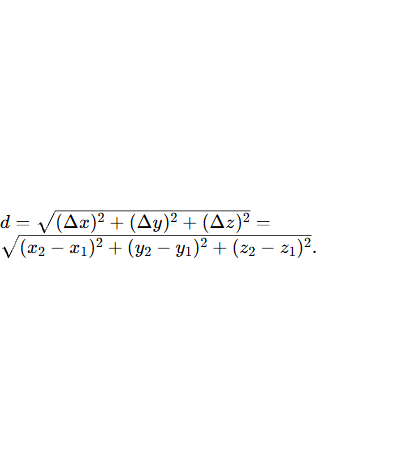 d = √((Δx)² + (Δy)² + (Δz)²) =
√((x₂ − x₁)² + (y₂ − y₁)² + (z₂ − z₁)²).